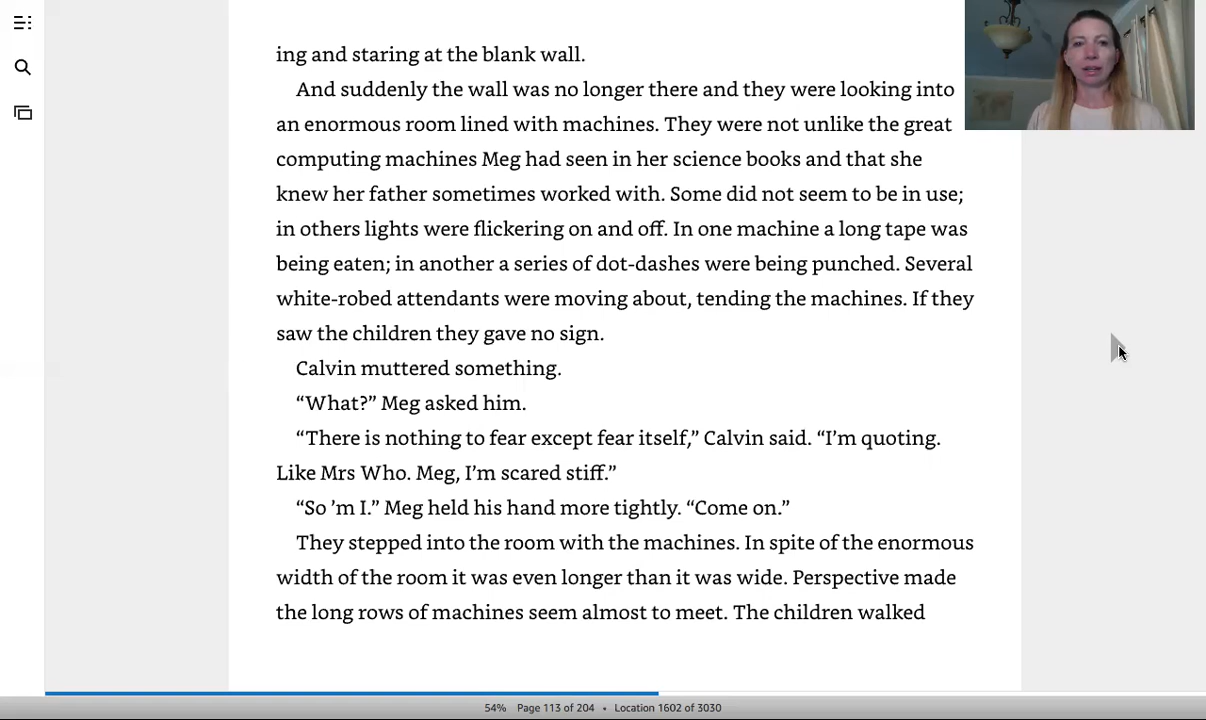 ing and staring at the blank wall.
And suddenly the wall was no longer there and they were looking into
an enormous room lined with machines. They were not unlike the great
computing machines Meg had seen in her science books and that she
knew her father sometimes worked with. Some did not seem to be in use;
in others lights were flickering on and off. In one machine a long tape was
being eaten; in another a series of dot-dashes were being punched. Several
white-robed attendants were moving about, tending the machines. If they
saw the children they gave no sign.
Calvin muttered something.
“What?” Meg asked him.
“There is nothing to fear except fear itself,” Calvin said. “I’m quoting.
Like Mrs Who. Meg, I’m scared stiff.”
“So ’m I.” Meg held his hand more tightly. “Come on.”
They stepped into the room with the machines. In spite of the enormous
width of the room it was even longer than it was wide. Perspective made
the long rows of machines seem almost to meet. The children walked
54% Page 113 of 204 • Location 1602 of 3030